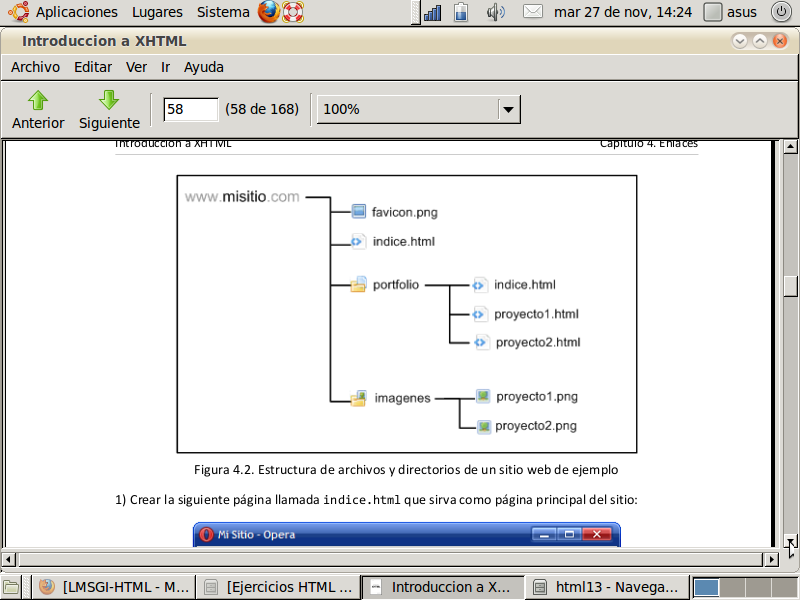 Aplicaciones Lugares Sistema mar 27 de nov, 14:24 asus
Introduccion a XHTML
Archivo Editar Ver Ir Ayuda
Anterior Siguiente 58 (58 de 168) 100%
Introducción a XHTML Capítulo 4. Enlaces
www.misitio.com
favicon.png
indice.html
portfolio indice.html
proyecto1.html
proyecto2.html
imagenes proyecto1.png
proyecto2.png
Figura 4.2. Estructura de archivos y directorios de un sitio web de ejemplo
1) Crear la siguiente página llamada indice.html que sirva como página principal del sitio:
Mi Sitio - Opera
[LMSGI-HTML - M... [Ejercicios HTML ... Introduccion a X... html13 - Navega...